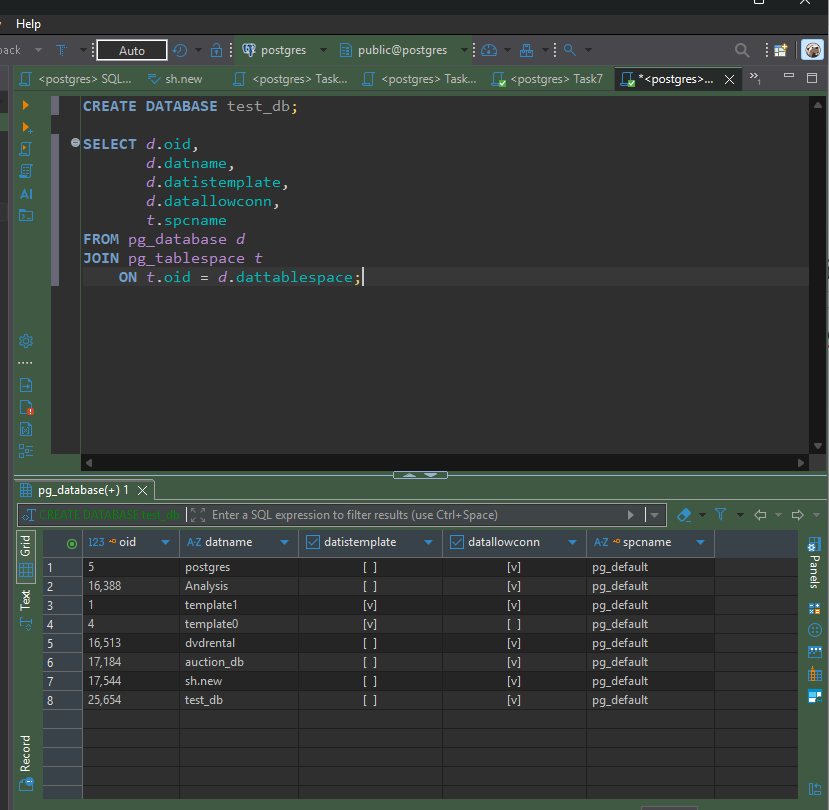 Help
ack T Auto postgres public@postgres
<postgres> SQL... sh.new <postgres> Task... <postgres> Task... <postgres> Task7 *<postgres>... »1
CREATE DATABASE test_db;
SELECT d.oid,
d.datname,
d.datistemplate,
d.datallowconn,
t.spcname
FROM pg_database d
JOIN pg_tablespace t
ON t.oid = d.dattablespace;
AI
pg_database(+) 1
CREATE DATABASE test_db Enter a SQL expression to filter results (use Ctrl+Space)
Grid
Text
Record
123 oid A-Z datname datistemplate datallowconn A-Z spcname
1 5 postgres [ ] [v] pg_default
2 16,388 Analysis [ ] [v] pg_default
3 1 template1 [v] [v] pg_default
4 4 template0 [v] [ ] pg_default
5 16,513 dvdrental [ ] [v] pg_default
6 17,184 auction_db [ ] [v] pg_default
7 17,544 sh.new [ ] [v] pg_default
8 25,654 test_db [ ] [v] pg_default
Panels